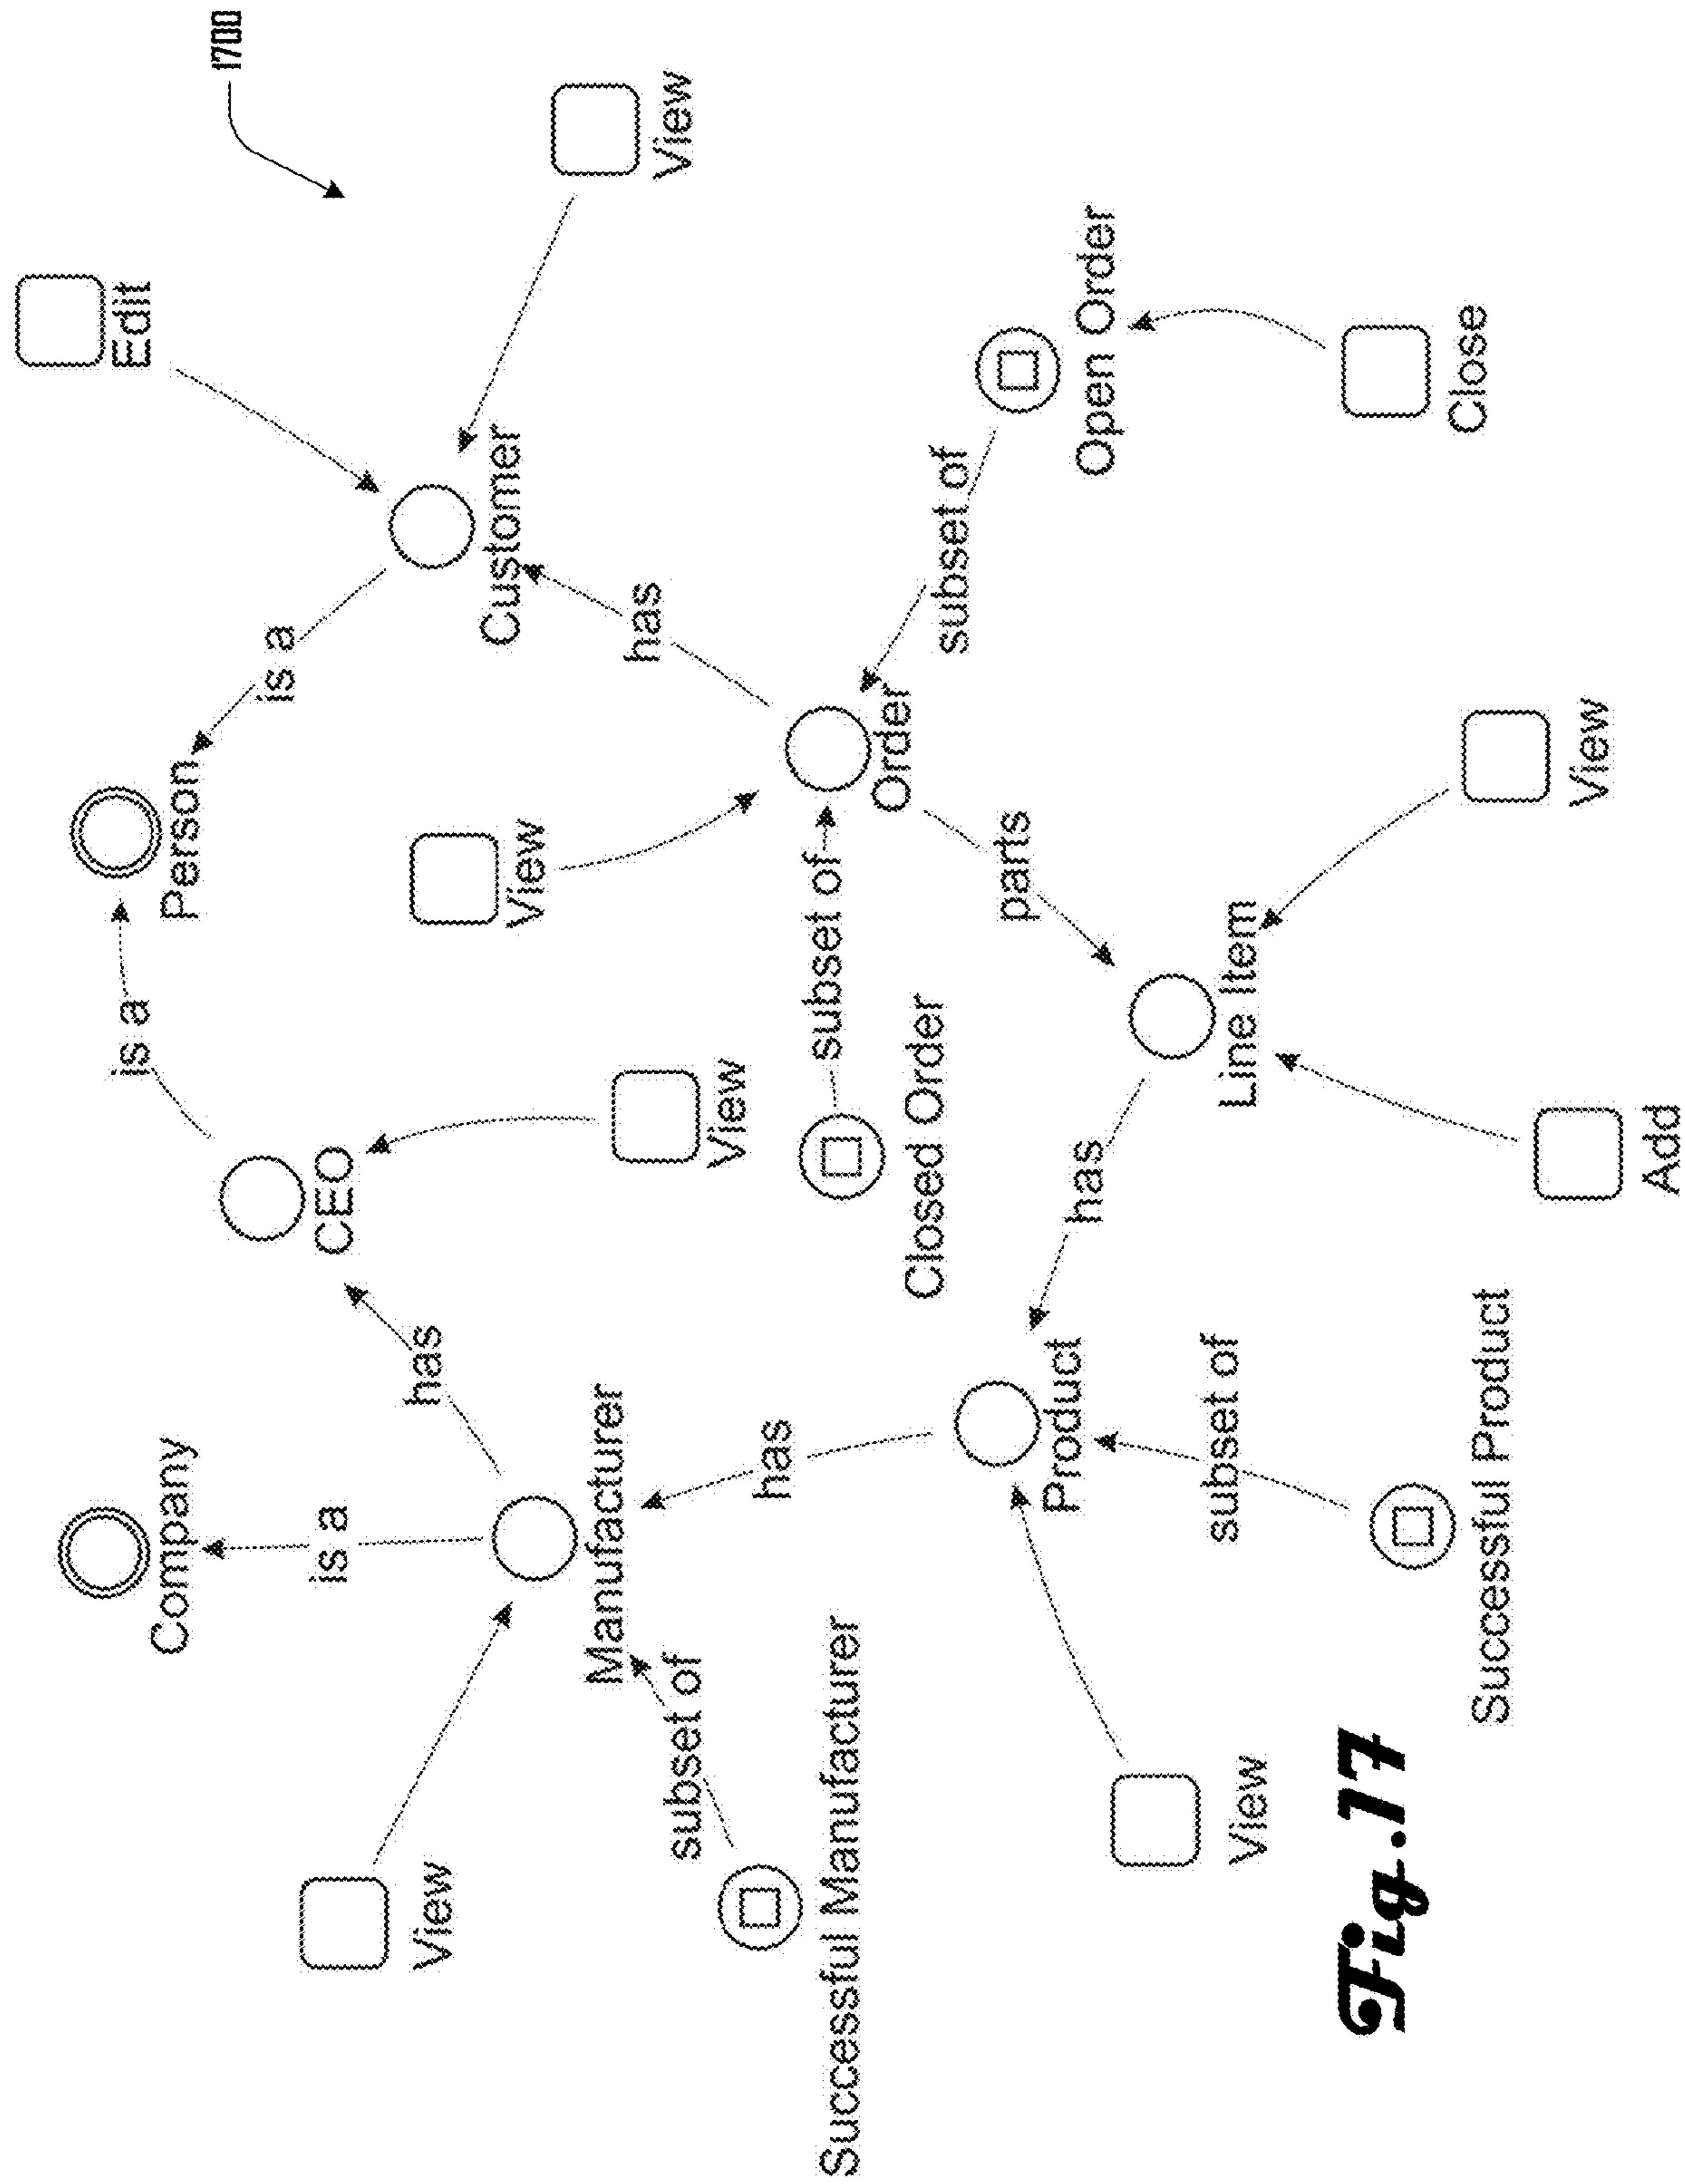 1700
Company
Person
Edit
is a
is a
is a
View
CEO
has
View
Customer
View
Manufacturer
View
has
subset of
View
has
subset of
subset of
Successful Manufacturer
Closed Order
Order
Open Order
Product
has
parts
Close
View
subset of
Line Item
View
Successful Product
Add
Fig.17